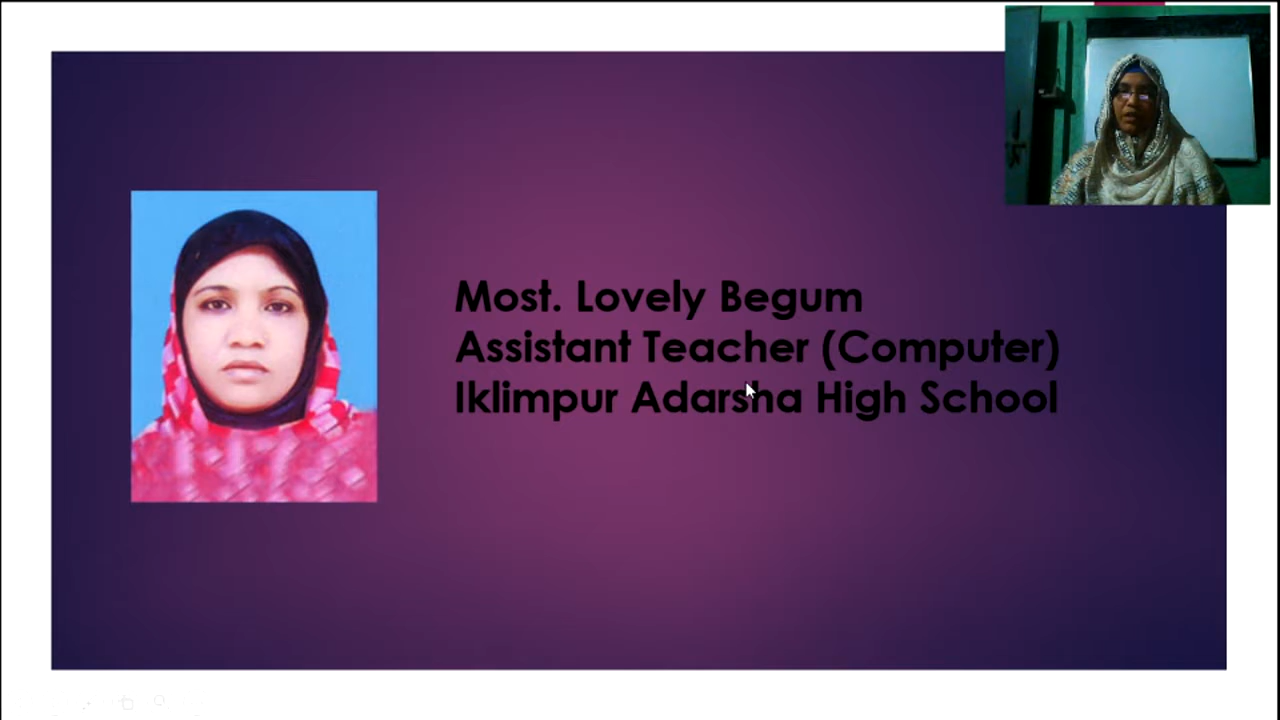 Most. Lovely Begum
Assistant Teacher (Computer)
Iklimpur Adarsha High School